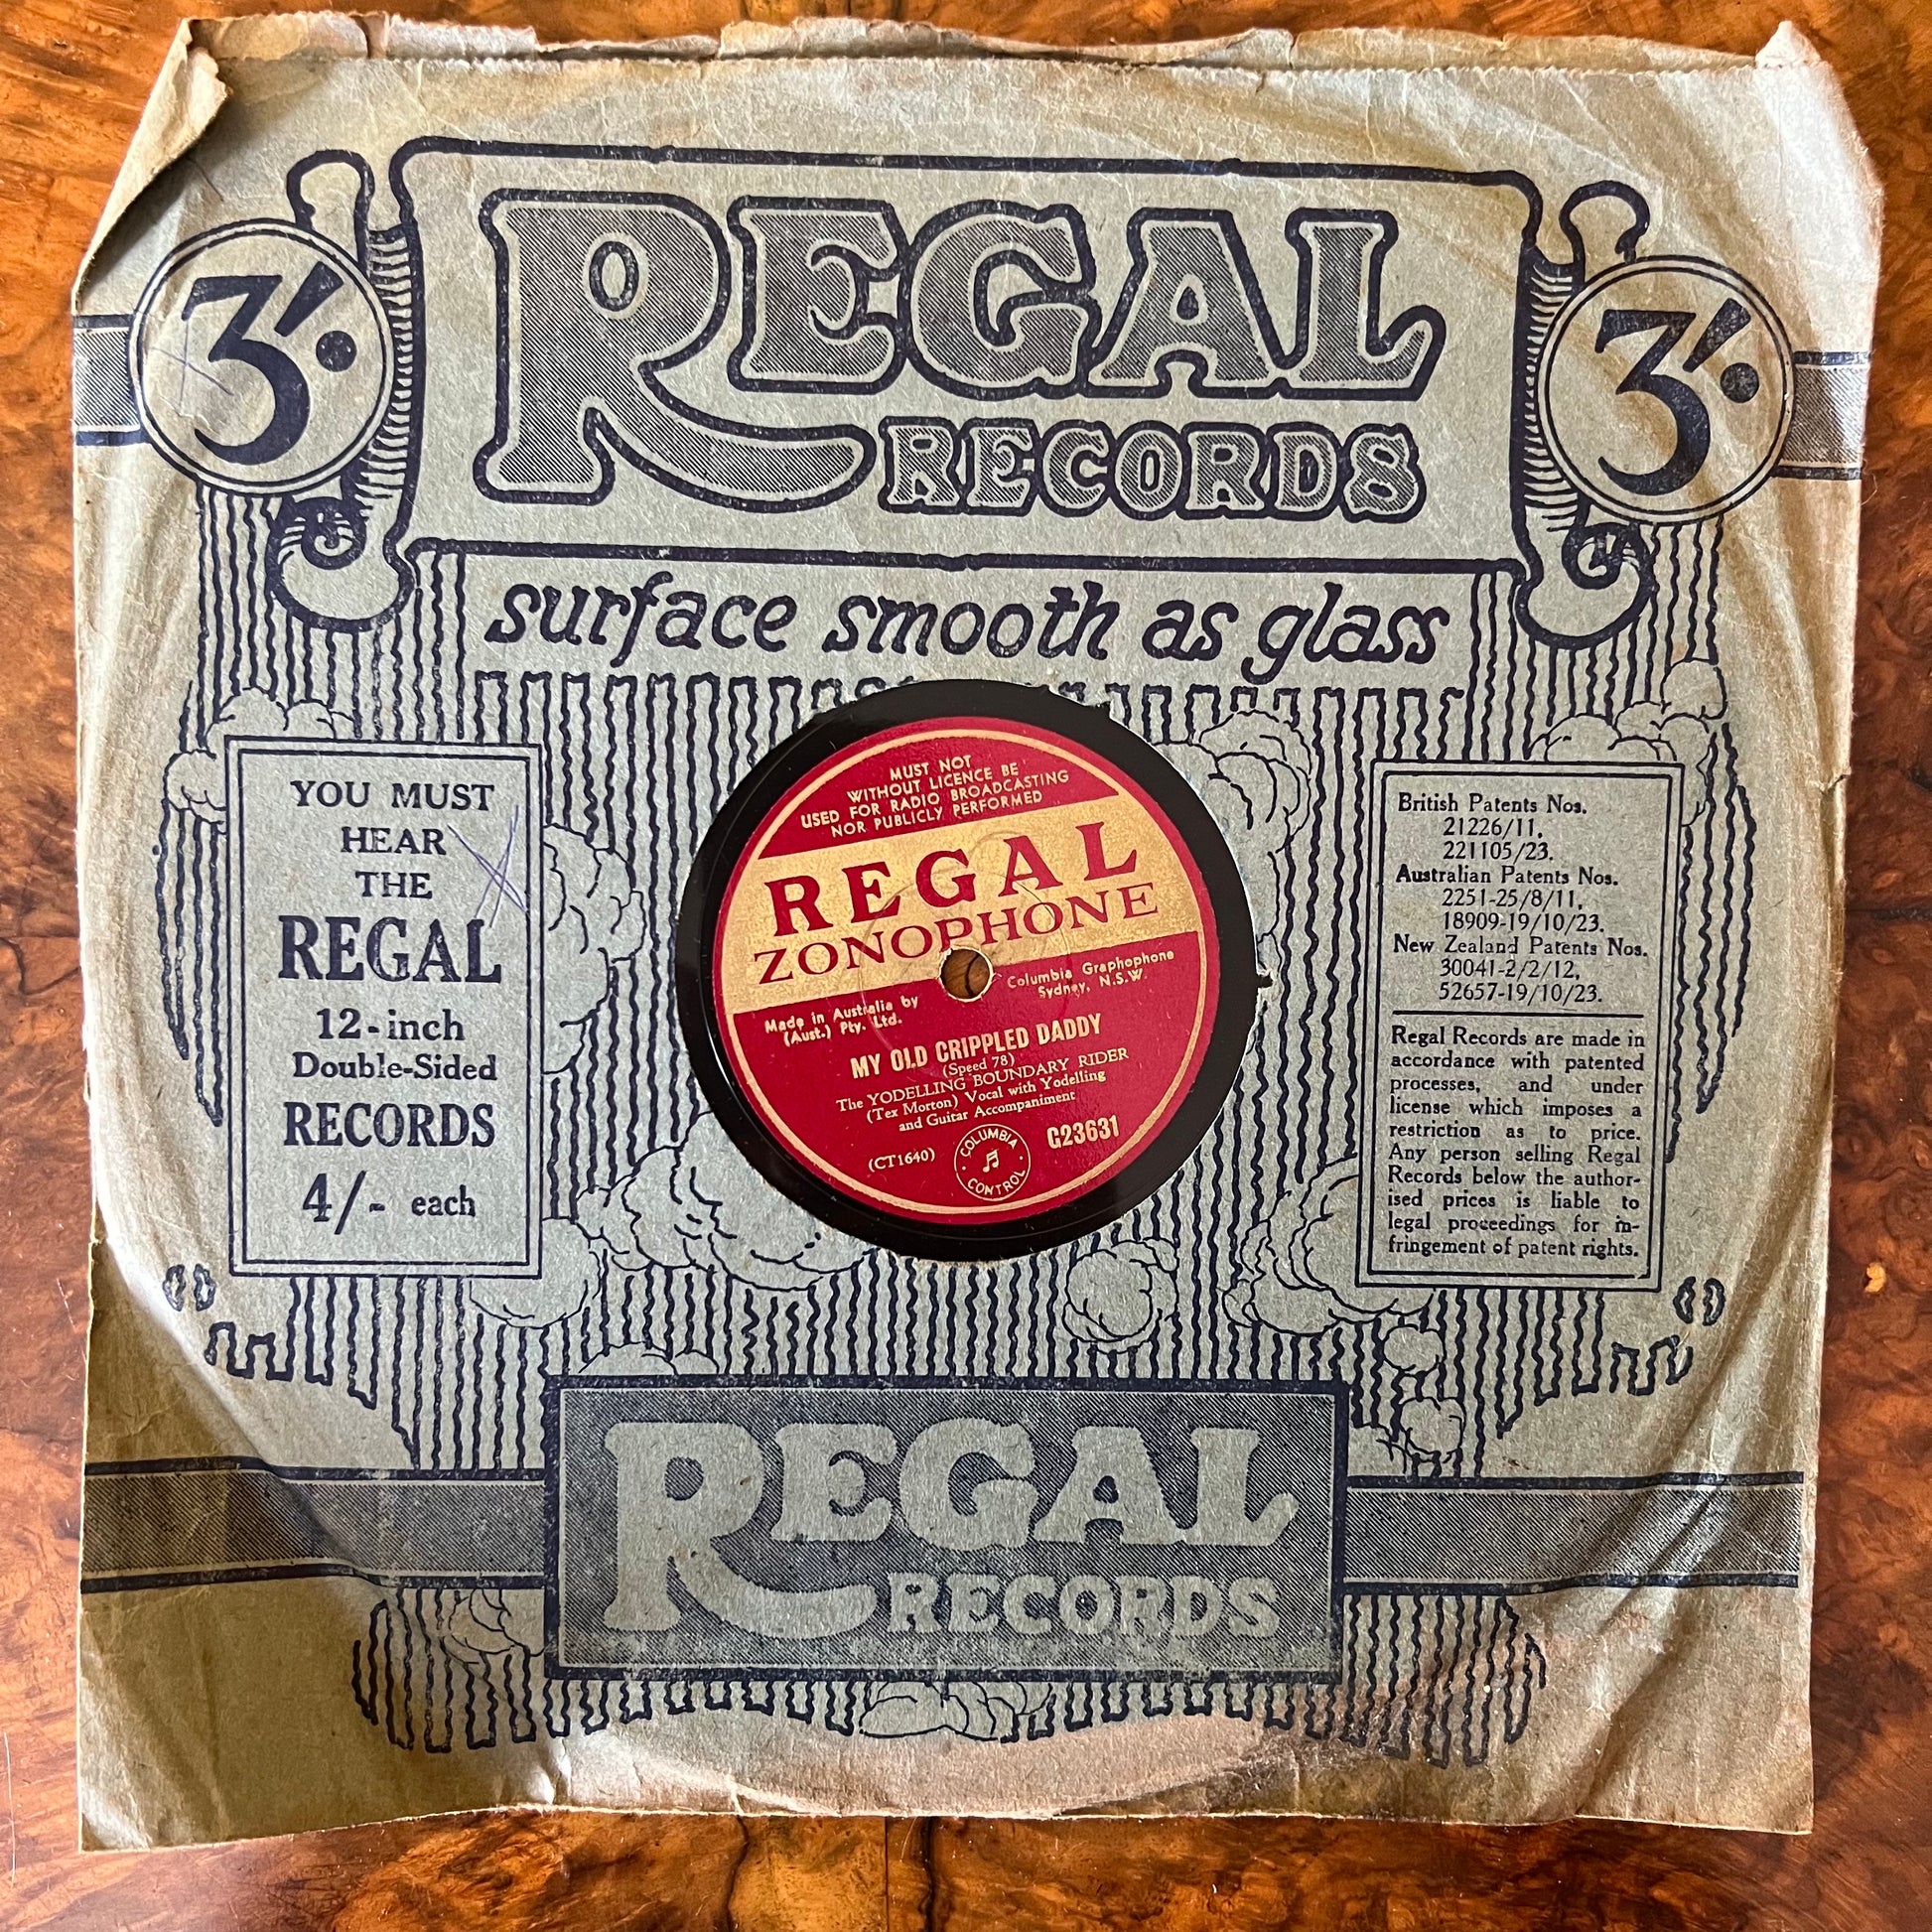 REGAL
RECORDS
3'•
3'•
surface smooth as glass
YOU MUST
HEAR
THE
REGAL
12-inch
Double-Sided
RECORDS
4/- each
MUST NOT
WITHOUT LICENCE BE
USED FOR RADIO BROADCASTING
NOR PUBLICLY PERFORMED
REGAL
ZONOPHONE
Made in Australia by Columbia Graphophone
(Aust.) Pty. Ltd. Sydney, N.S.W.
MY OLD CRIPPLED DADDY
(Speed 78)
The YODELLING BOUNDARY RIDER
(Tex Morton) Vocal with Yodelling
and Guitar Accompaniment
(CT1640)
COLUMBIA
CONTROL
G23631
British Patents Nos.
21226/11,
221105/23.
Australian Patents Nos.
2251-25/8/11,
18909-19/10/23.
New Zealand Patents Nos.
30041-2/2/12,
52657-19/10/23.
Regal Records are made in
accordance with patented
processes, and under
license which imposes a
restriction as to price.
Any person selling Regal
Records below the author-
ised prices is liable to
legal proceedings for in-
fringement of patent rights.
REGAL
RECORDS